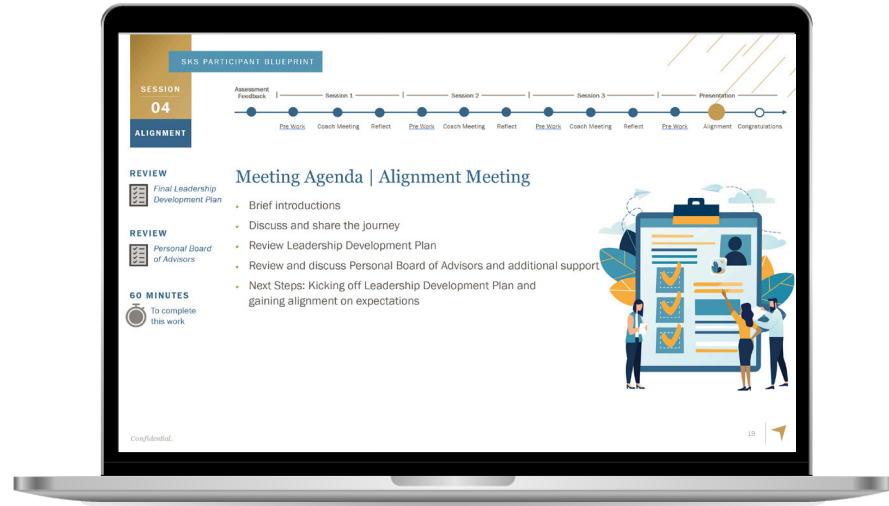 SKS PARTICIPANT BLUEPRINT
SESSION
04
ALIGNMENT
Assessment
Feedback
Session 1
Session 2
Session 3
Presentation
Pre Work
Coach Meeting
Reflect
Pre Work
Coach Meeting
Reflect
Pre Work
Coach Meeting
Reflect
Pre Work
Alignment
Congratulations
REVIEW
Final Leadership
Development Plan
REVIEW
Personal Board
of Advisors
60 MINUTES
To complete
this work
Meeting Agenda | Alignment Meeting
• Brief introductions
• Discuss and share the journey
• Review Leadership Development Plan
• Review and discuss Personal Board of Advisors and additional support
• Next Steps: Kicking off Leadership Development Plan and
gaining alignment on expectations
Confidential.
19